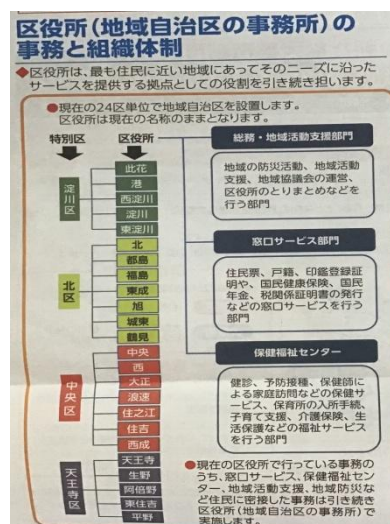 区役所(地域自治区の事務所)の
事務と組織体制
◆区役所は、最も住民に近い地域にあってそのニーズに沿った
サービスを提供する拠点としての役割を引き続き担います。
●現在の24区単位で地域自治区を設置します。
区役所は現在の名称のままとなります。
特別区
区役所
淀川区
此花
港
西淀川
淀川
東淀川
北区
北
都島
福島
東成
旭
城東
鶴見
中央区
中央
西
大正
浪速
住之江
住吉
西成
天王寺区
天王寺
生野
阿倍野
東住吉
平野
総務・地域活動支援部門
地域の防災活動、地域活動
支援、地域協議会の運営、
区役所のとりまとめなどを
行う部門
窓口サービス部門
住民票、戸籍、印鑑登録証
明や、国民健康保険、国民
年金、税関係証明書の発行
などの窓口サービスを行う
部門
保健福祉センター
健診、予防接種、保健師に
よる家庭訪問などの保健サ
ービス、保育所の入所手続、
子育て支援、介護保険、生
活保護などの福祉サービス
を行う部門
●現在の区役所で行っている事務の
うち、窓口サービス、保健福祉セン
ター、地域活動支援、地域防災な
ど住民に密接した事務は引き続き
区役所(地域自治区の事務所)で
実施します。